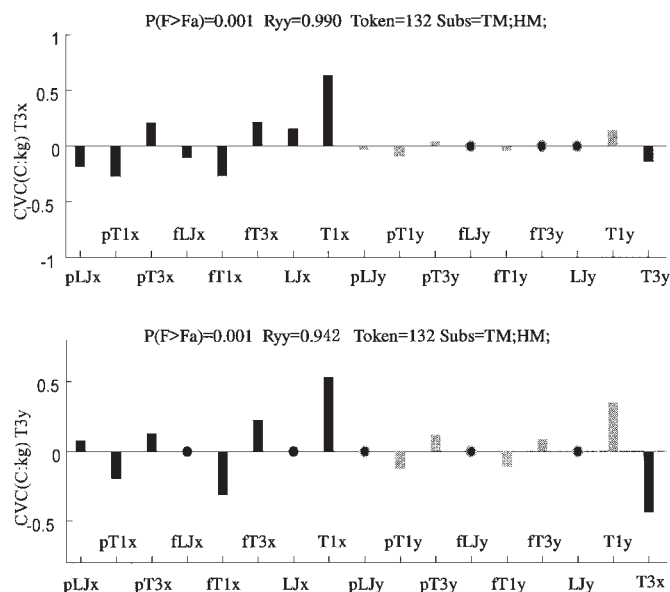 P(F>Fa)=0.001 Ryy=0.990 Token=132 Subs=TM;HM;
1
0.5
0
-0.5
-1
CVC(C:kg) T3x
pT1x fLJx fT3x T1x pT1y fLJy fT3y T1y
pLJx pT3x fT1x LJx pLJy pT3y fT1y LJy T3y
P(F>Fa)=0.001 Ryy=0.942 Token=132 Subs=TM;HM;
0.5
0
-0.5
CVC(C:kg) T3y
pT1x fLJx fT3x T1x pT1y fLJy fT3y T1y
pLJx pT3x fT1x LJx pLJy pT3y fT1y LJy T3x